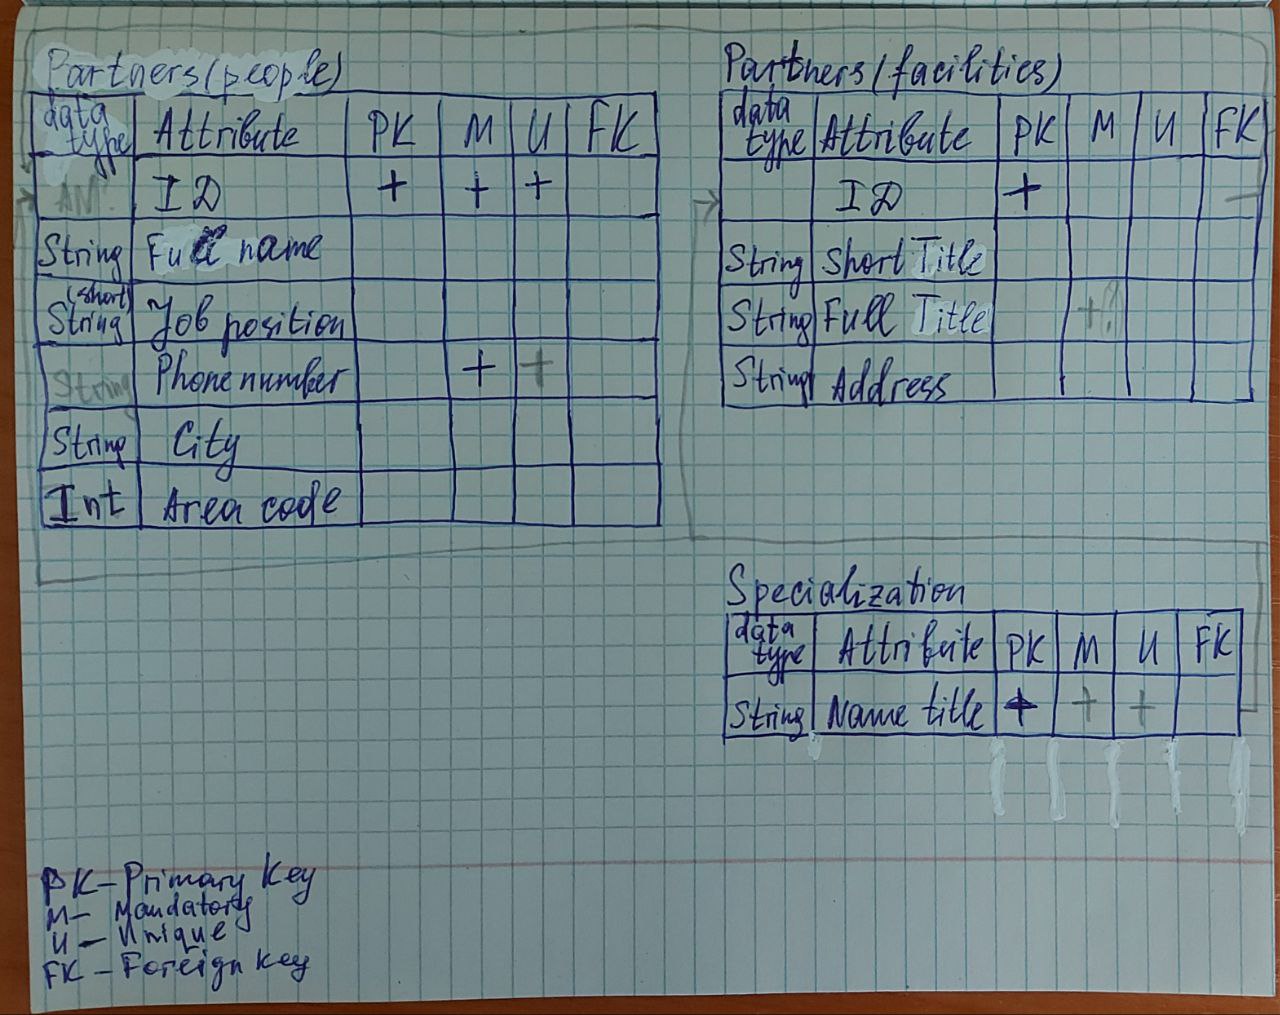 Partners (people)
data type Attribute PK M U FK
AN? ID + + +
String Full name
(short) String Job position
String Phone number + +
String City
Int Area code
Partners (facilities)
data type Attribute PK M U FK
ID +
String Short Title
String Full Title +?
String Address
Specialization
data type Attribute PK M U FK
String Name title + + +
PK – Primary Key
M – Mandatory
U – Unique
FK – Foreign key